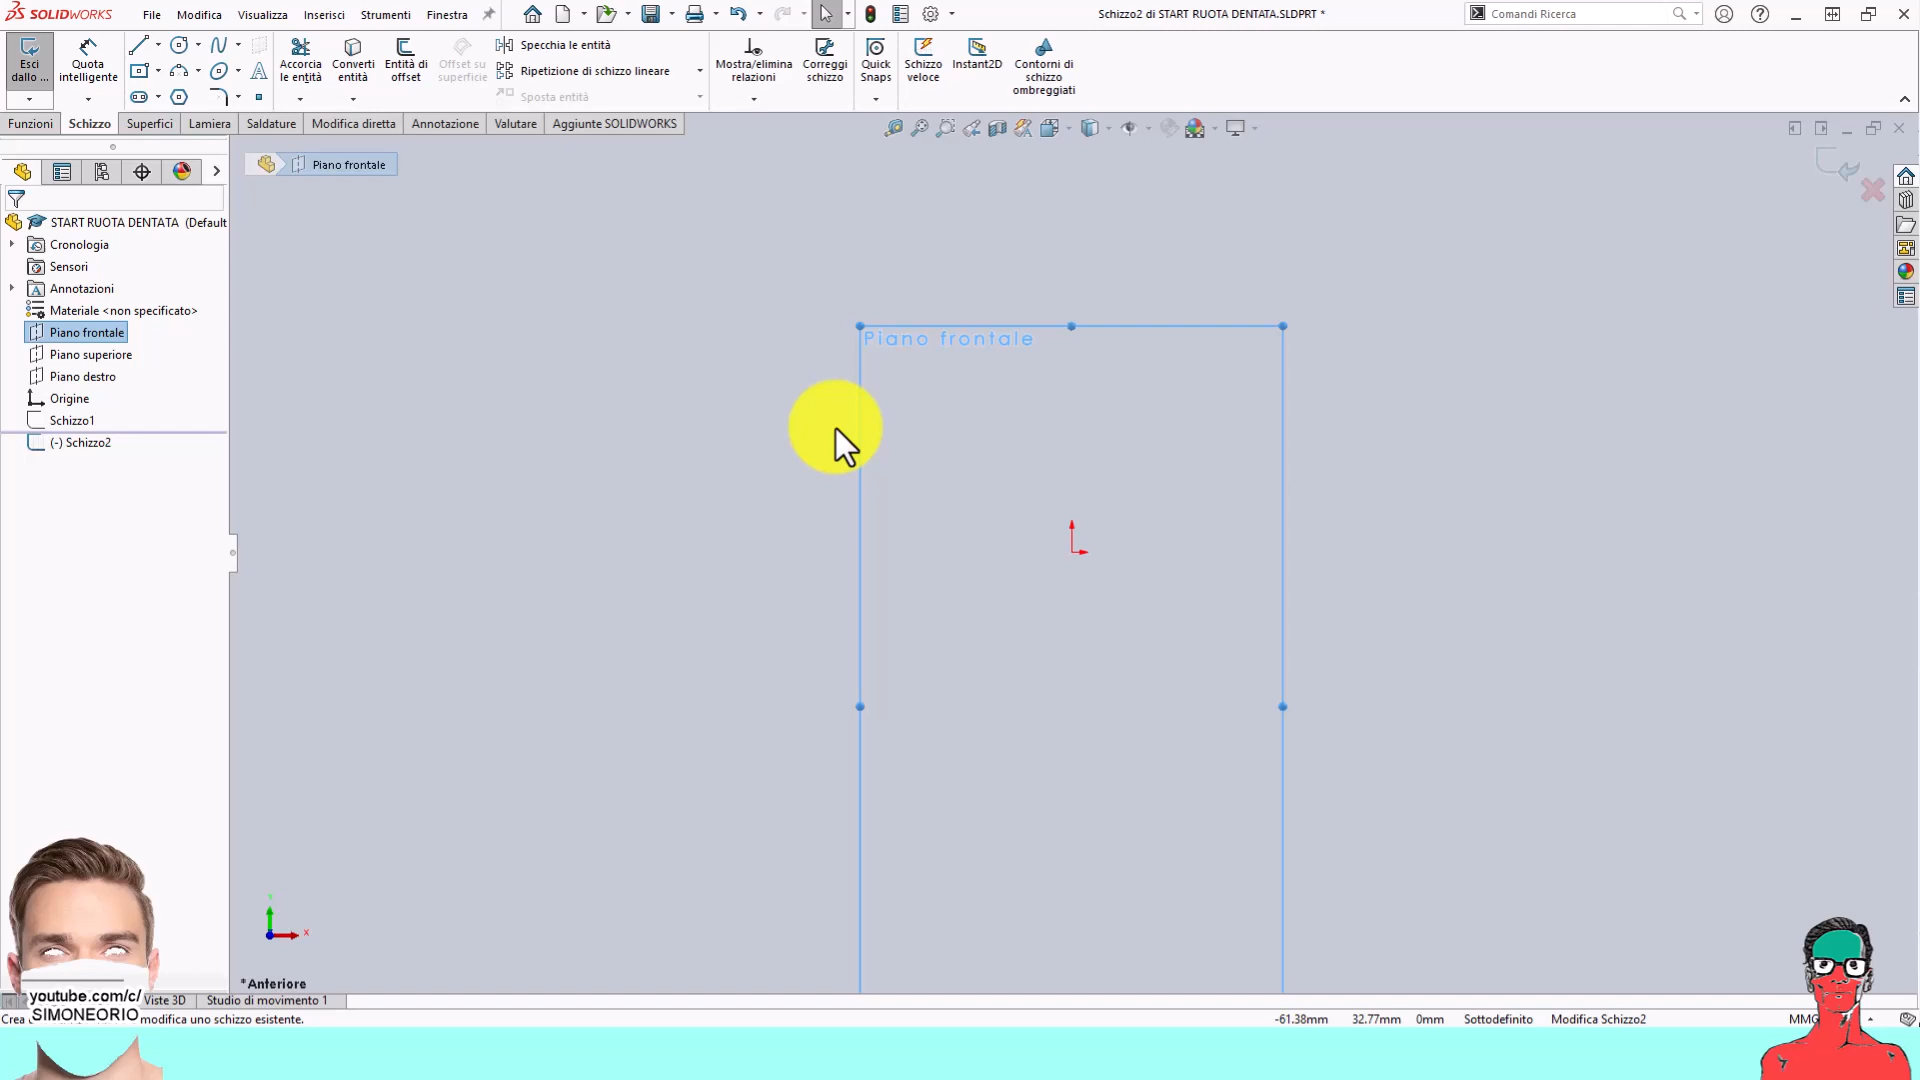 SOLIDWORKS
File
Modifica
Visualizza
Inserisci
Strumenti
Finestra
Schizzo2 di START RUOTA DENTATA.SLDPRT *
Comandi Ricerca
Esci
dallo ...
Quota
intelligente
Accorcia
le entità
Converti
entità
Entità di
offset
Offset su
superficie
Specchia le entità
Ripetizione di schizzo lineare
Sposta entità
Mostra/elimina
relazioni
Correggi
schizzo
Quick
Snaps
Schizzo
veloce
Instant2D
Contorni di
schizzo
ombreggiati
Funzioni
Schizzo
Superfici
Lamiera
Saldature
Modifica diretta
Annotazione
Valutare
Aggiunte SOLIDWORKS
Piano frontale
START RUOTA DENTATA (Default
Cronologia
Sensori
Annotazioni
Materiale <non specificato>
Piano frontale
Piano superiore
Piano destro
Origine
Schizzo1
(-) Schizzo2
Piano frontale
Y
X
*Anteriore
youtube.com/c/
SIMONEORIO
Viste 3D
Studio di movimento 1
Crea
modifica uno schizzo esistente.
-61.38mm
32.77mm
0mm
Sottodefinito
Modifica Schizzo2
MMG